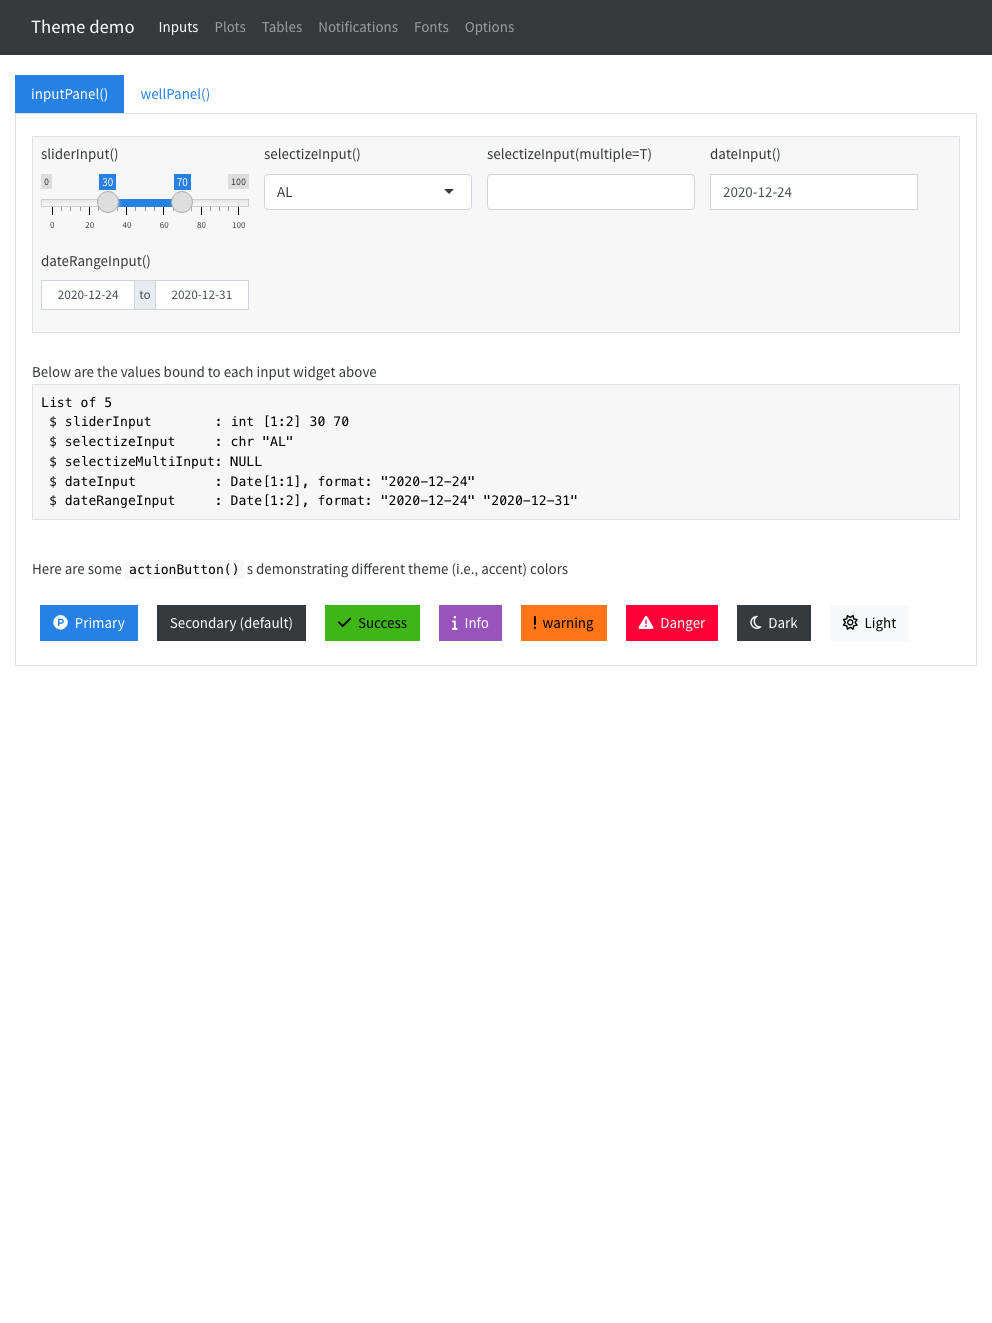 Theme demo Inputs Plots Tables Notifications Fonts Options
inputPanel() wellPanel()
sliderInput() selectizeInput() selectizeInput(multiple=T) dateInput()
0 30 70 100
AL 2020-12-24
0 20 40 60 80 100
dateRangeInput()
2020-12-24 to 2020-12-31
Below are the values bound to each input widget above
List of 5
$ sliderInput : int [1:2] 30 70
$ selectizeInput : chr "AL"
$ selectizeMultiInput: NULL
$ dateInput : Date[1:1], format: "2020-12-24"
$ dateRangeInput : Date[1:2], format: "2020-12-24" "2020-12-31"
Here are some actionButton() s demonstrating different theme (i.e., accent) colors
Primary Secondary (default) Success Info warning Danger Dark Light